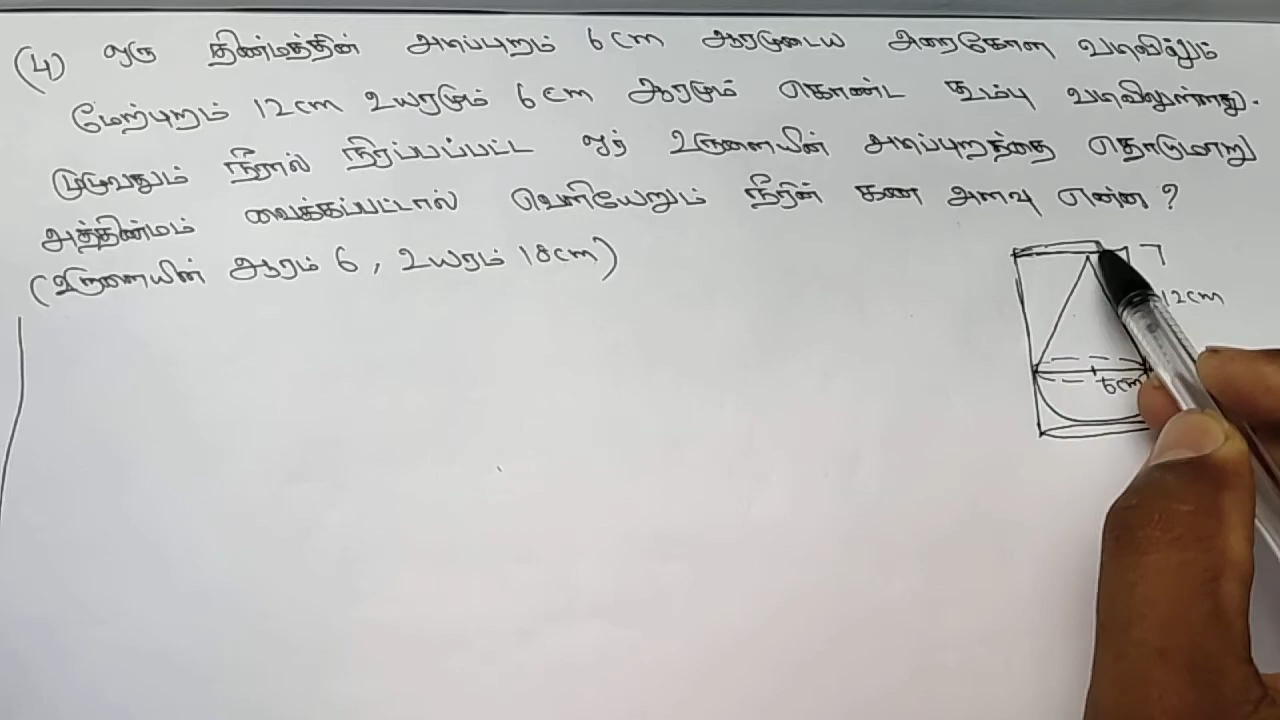 (4) ஒரு திண்மத்தின் அடிப்புறம் 6cm ஆரமுடைய அரைகோள வடிவிலும்
மேற்புறம் 12cm உயரமும் 6cm ஆரமும் கொண்ட கூம்பு வடிவிலுள்ளது.
முழுவதும் நீரால் நிரப்பப்பட்ட ஓர் உருளையின் அடிப்புறத்தை தொடுமாறு
அத்திண்மம் வைக்கப்பட்டால் வெளியேறும் நீரின் கன அளவு என்ன?
(உருளையின் ஆரம் 6, உயரம் 18cm)
12cm
6cm